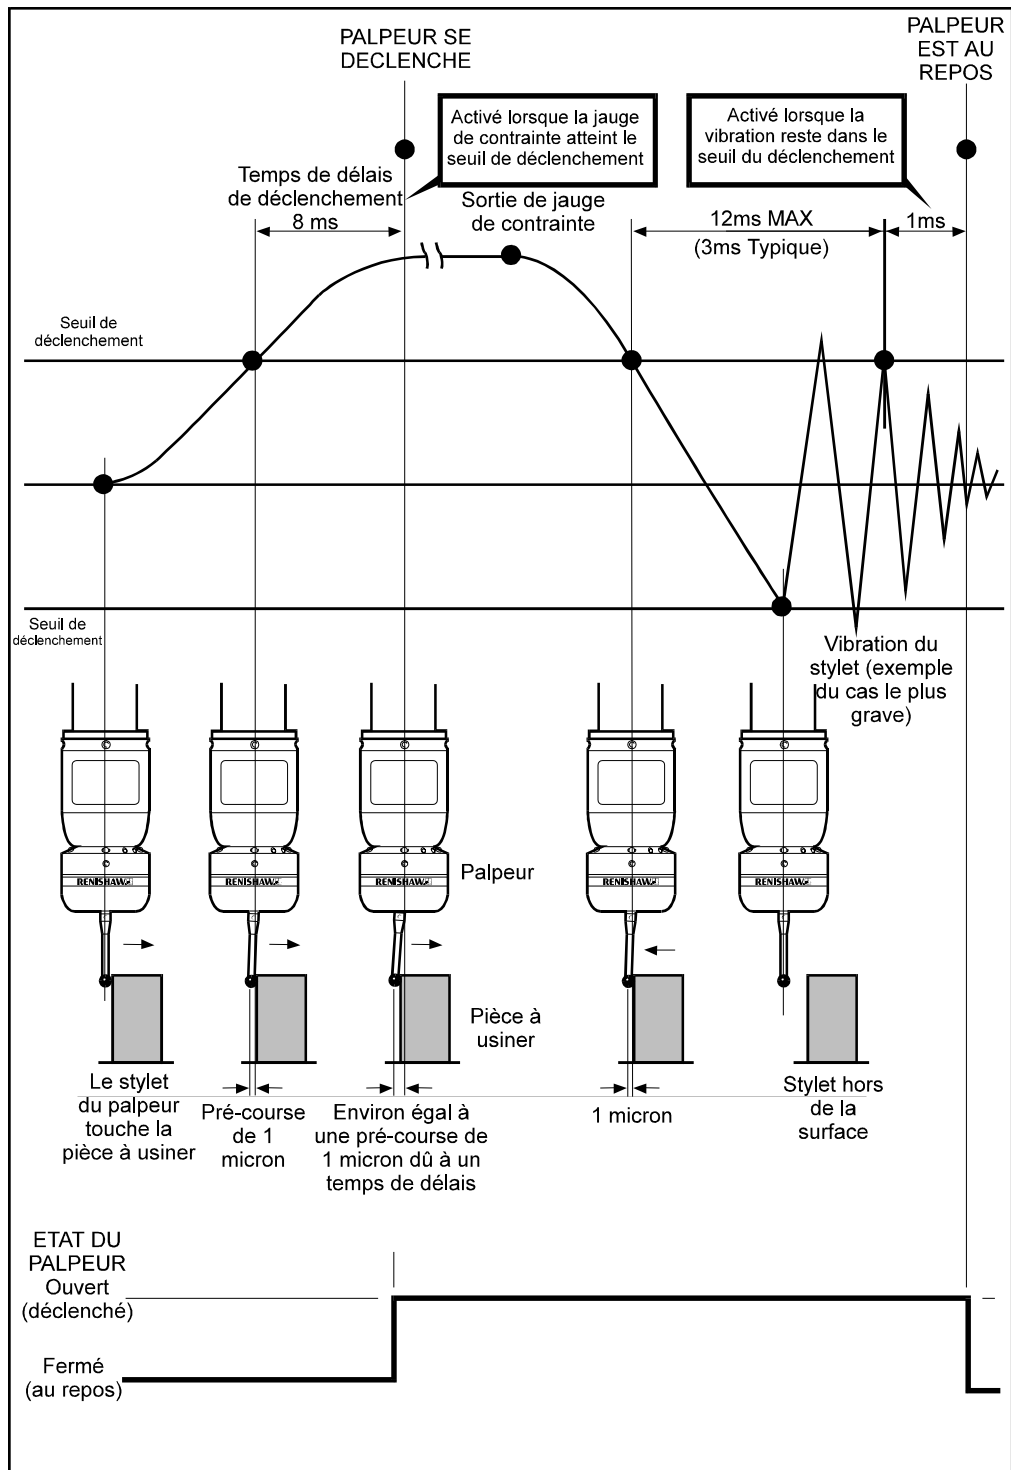 PALPEUR SE
DECLENCHE
PALPEUR
EST AU
REPOS
Activé lorsque la jauge
de contrainte atteint le
seuil de déclenchement
Activé lorsque la
vibration reste dans le
seuil du déclenchement
Temps de délais
de déclenchement
8 ms
Sortie de jauge
de contrainte
12ms MAX
(3ms Typique)
1ms
Seuil de
déclenchement
Seuil de
déclenchement
Vibration du
stylet (exemple
du cas le plus
grave)
RENISHAW
RENISHAW
RENISHAW
RENISHAW
RENISHAW
Palpeur
Pièce à
usiner
Le stylet
du palpeur
touche la
pièce à usiner
Pré-course
de 1
micron
Environ égal à
une pré-course de
1 micron dû à un
temps de délais
1 micron
Stylet hors
de la
surface
ETAT DU
PALPEUR
Ouvert
(déclenché)
Fermé
(au repos)